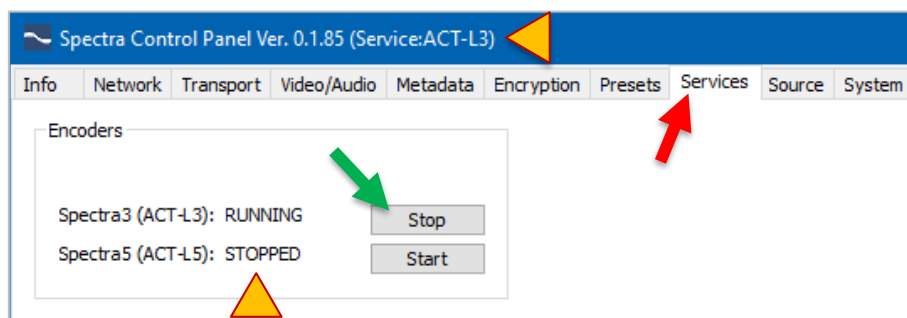 Spectra Control Panel Ver. 0.1.85 (Service:ACT-L3)
Info Network Transport Video/Audio Metadata Encryption Presets Services Source System
Encoders
Spectra3 (ACT-L3): RUNNING Stop
Spectra5 (ACT-L5): STOPPED Start